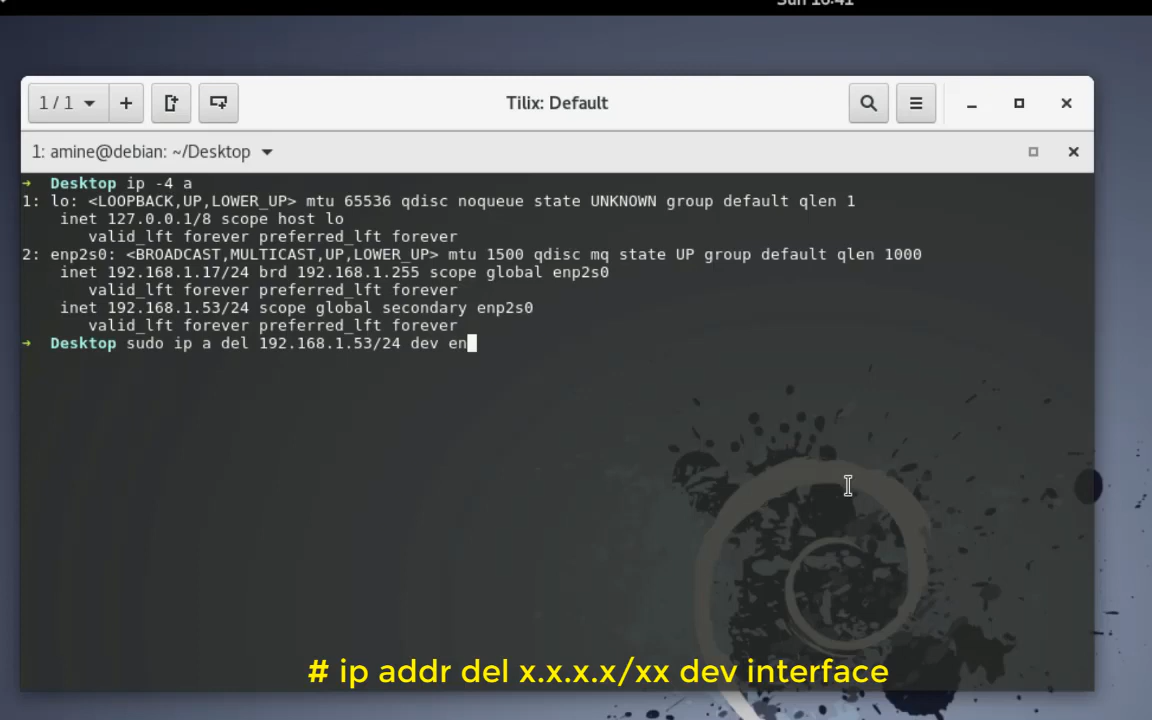 Sun 16:41
1 / 1
Tilix: Default
1: amine@debian: ~/Desktop
→ Desktop ip -4 a
1: lo: <LOOPBACK,UP,LOWER_UP> mtu 65536 qdisc noqueue state UNKNOWN group default qlen 1
inet 127.0.0.1/8 scope host lo
valid_lft forever preferred_lft forever
2: enp2s0: <BROADCAST,MULTICAST,UP,LOWER_UP> mtu 1500 qdisc mq state UP group default qlen 1000
inet 192.168.1.17/24 brd 192.168.1.255 scope global enp2s0
valid_lft forever preferred_lft forever
inet 192.168.1.53/24 scope global secondary enp2s0
valid_lft forever preferred_lft forever
→ Desktop sudo ip a del 192.168.1.53/24 dev en
# ip addr del x.x.x.x/xx dev interface